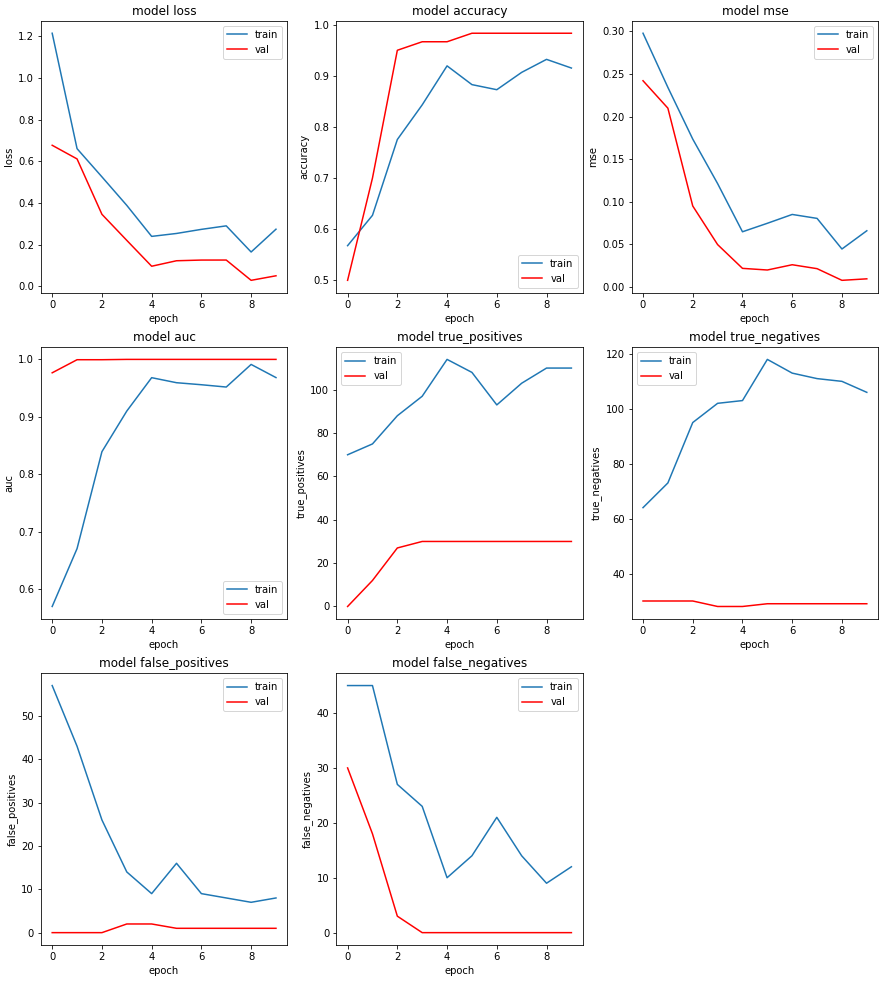 model loss
train
val
1.2
1.0
0.8
0.6
0.4
0.2
0.0
loss
0 2 4 6 8
epoch
model accuracy
1.0
0.9
0.8
0.7
0.6
0.5
accuracy
train
val
0 2 4 6 8
epoch
model mse
train
val
0.30
0.25
0.20
0.15
0.10
0.05
0.00
mse
0 2 4 6 8
epoch
model auc
1.0
0.9
0.8
0.7
0.6
auc
train
val
0 2 4 6 8
epoch
model true_positives
train
val
100
80
60
40
20
0
true_positives
0 2 4 6 8
epoch
model true_negatives
train
val
120
100
80
60
40
true_negatives
0 2 4 6 8
epoch
model false_positives
train
val
50
40
30
20
10
0
false_positives
0 2 4 6 8
epoch
model false_negatives
train
val
40
30
20
10
0
false_negatives
0 2 4 6 8
epoch